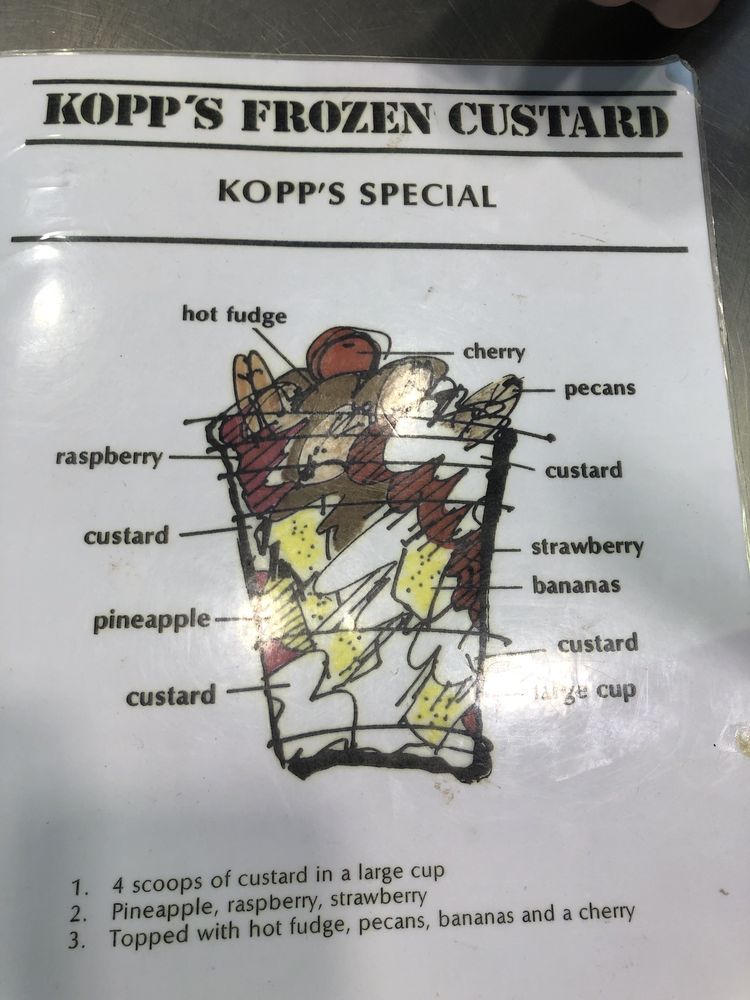 KOPP'S FROZEN CUSTARD
KOPP'S SPECIAL
hot fudge
cherry
pecans
raspberry
custard
custard
strawberry
bananas
pineapple
custard
custard
large cup
1. 4 scoops of custard in a large cup
2. Pineapple, raspberry, strawberry
3. Topped with hot fudge, pecans, bananas and a cherry